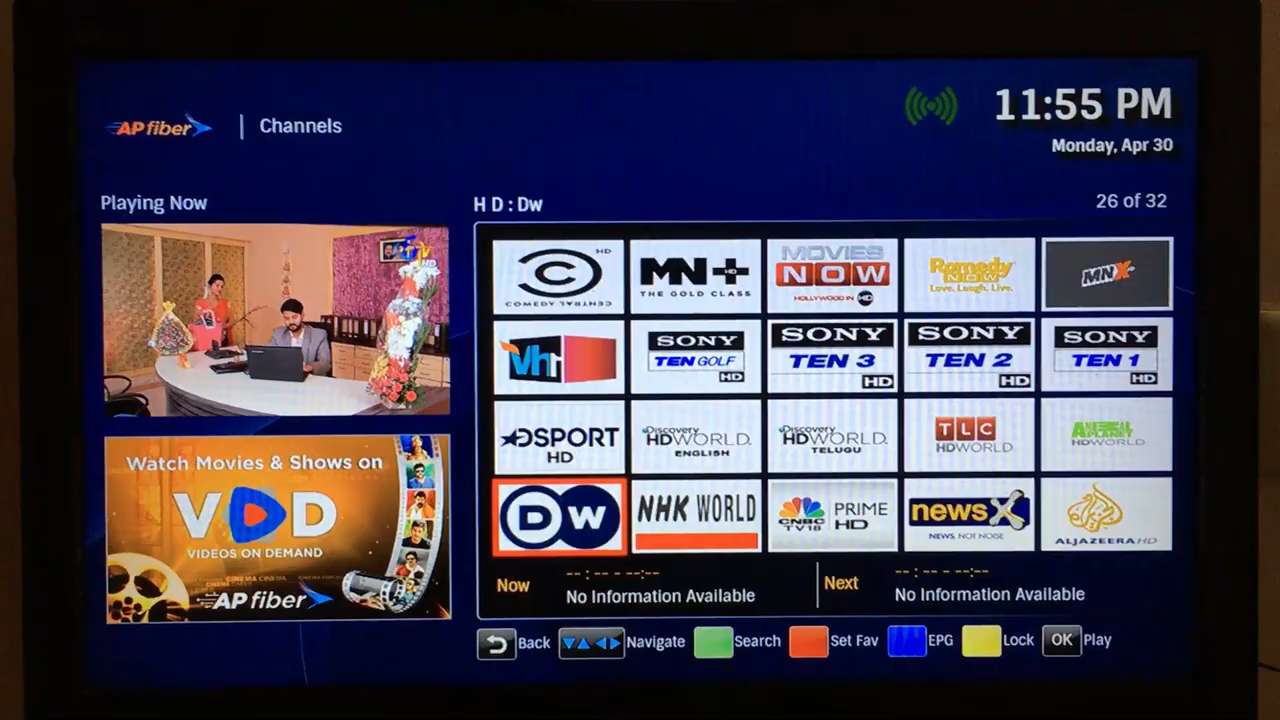 AP fiber | Channels
11:55 PM
Monday, Apr 30
Playing Now
H D : Dw
26 of 32
HD
COMEDY CENTRAL HD
MN+ HD THE GOLD CLASS
MOVIES NOW HOLLYWOOD IN HD
Romedy NOW Love. Laugh. Live.
MNX
Vh1
SONY TEN GOLF HD
SONY TEN 3 HD
SONY TEN 2 HD
SONY TEN 1 HD
DSPORT HD
Discovery HD WORLD. ENGLISH
Discovery HD WORLD. TELUGU
TLC HD WORLD
ANIMAL PLANET HD WORLD
DW
NHK WORLD
CNBC TV18 PRIME HD
newsX NEWS, NOT NOISE
ALJAZEERA HD
Watch Movies & Shows on
VOD
VIDEOS ON DEMAND
CINEMA CINEMA
AP fiber
Now
-- : -- - --:--
No Information Available
Next
-- : -- - --:--
No Information Available
Back
Navigate
Search
Set Fav
EPG
Lock
OK Play